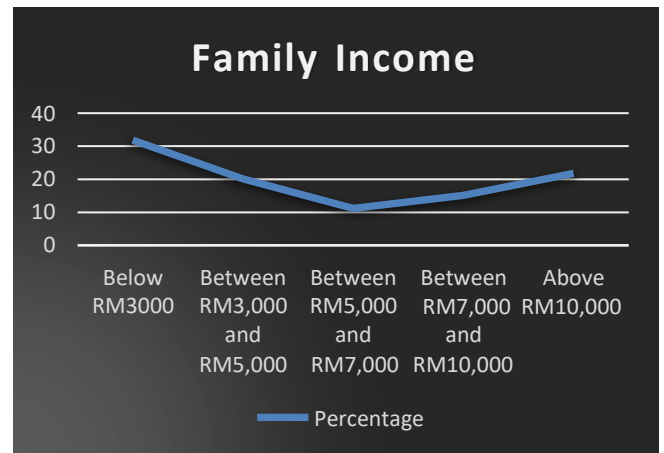 Family Income
40
30
20
10
0
Below
RM3000
Between
RM3,000
and
RM5,000
Between
RM5,000
and
RM7,000
Between
RM7,000
and
RM10,000
Above
RM10,000
Percentage